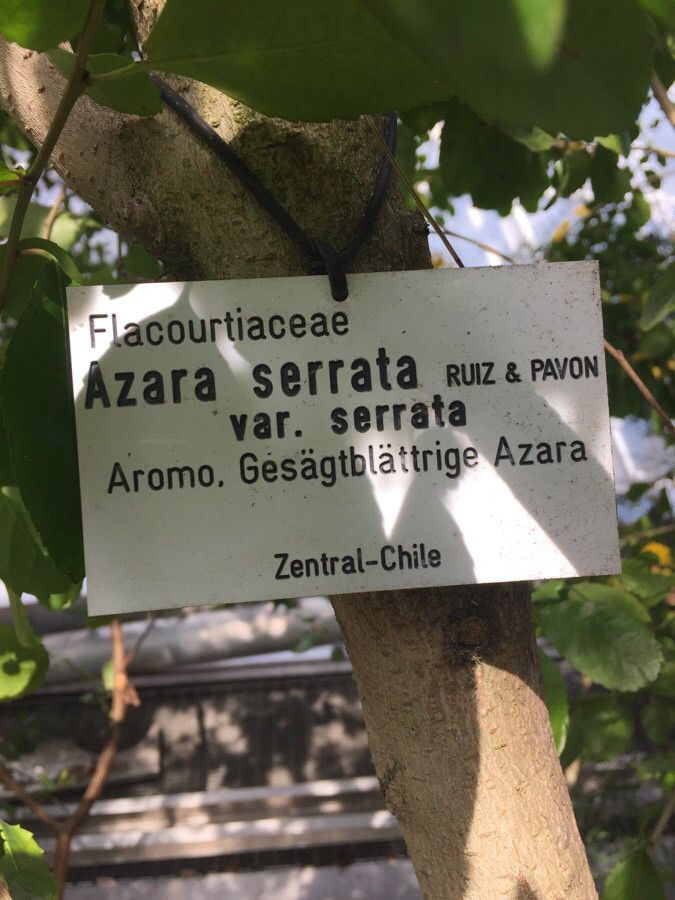 Flacourtiaceae
Azara serrata RUIZ & PAVON
var. serrata
Aromo, Gesägtblättrige Azara
Zentral-Chile